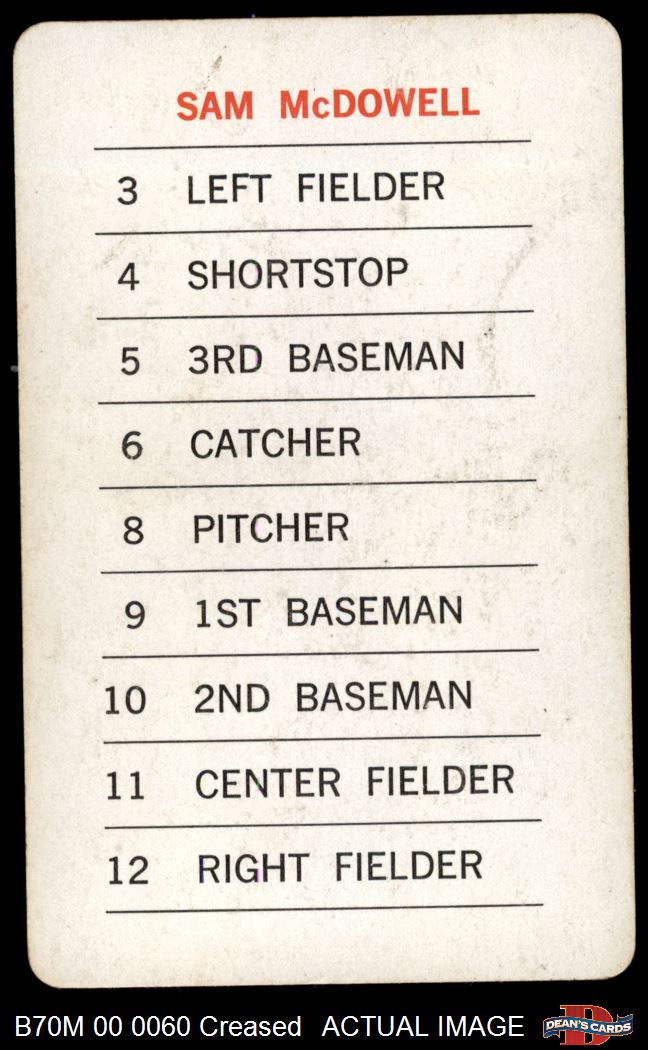 SAM McDOWELL
3 LEFT FIELDER
4 SHORTSTOP
5 3RD BASEMAN
6 CATCHER
8 PITCHER
9 1ST BASEMAN
10 2ND BASEMAN
11 CENTER FIELDER
12 RIGHT FIELDER
B70M 00 0060 Creased ACTUAL IMAGE
DEAN'S CARDS